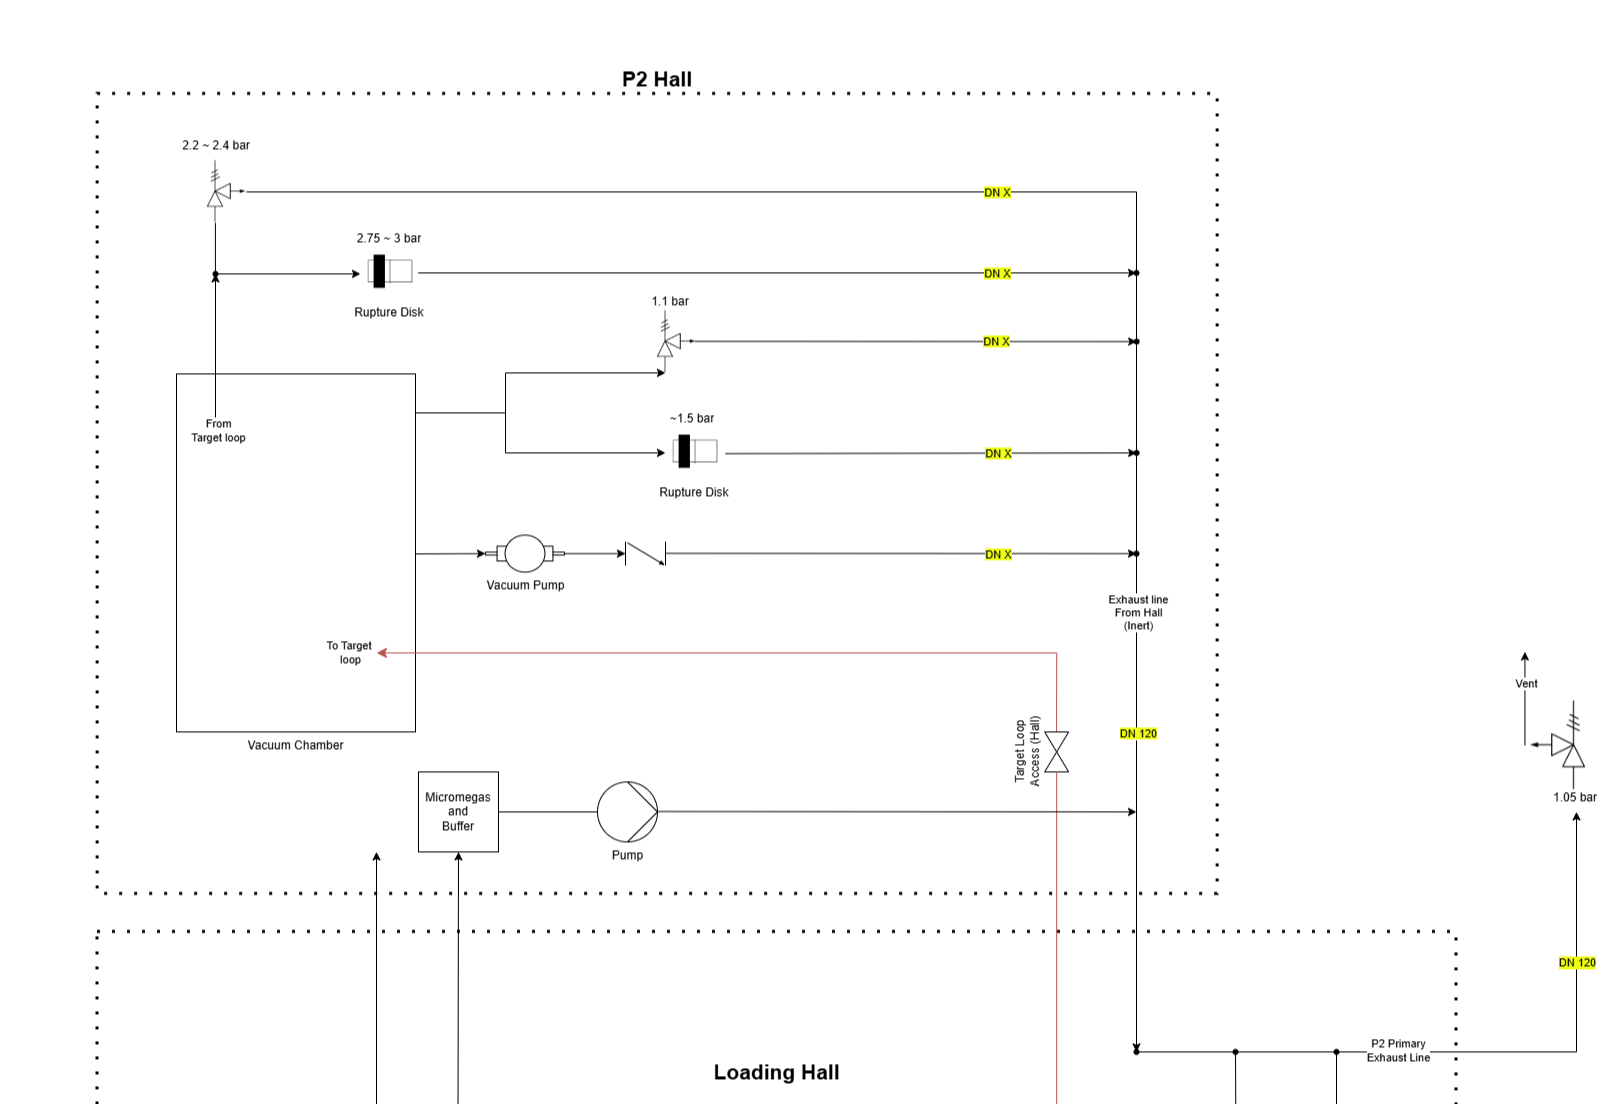 P2 Hall
2.2 ~ 2.4 bar
DN X
2.75 ~ 3 bar
DN X
Rupture Disk
1.1 bar
DN X
From
Target loop
~1.5 bar
DN X
Rupture Disk
DN X
Vacuum Pump
Exhaust line
From Hall
(Inert)
To Target
loop
Vent
Target Loop
Access (Hall)
DN 120
Vacuum Chamber
Micromegas
and
Buffer
1.05 bar
Pump
DN 120
P2 Primary
Exhaust Line
Loading Hall